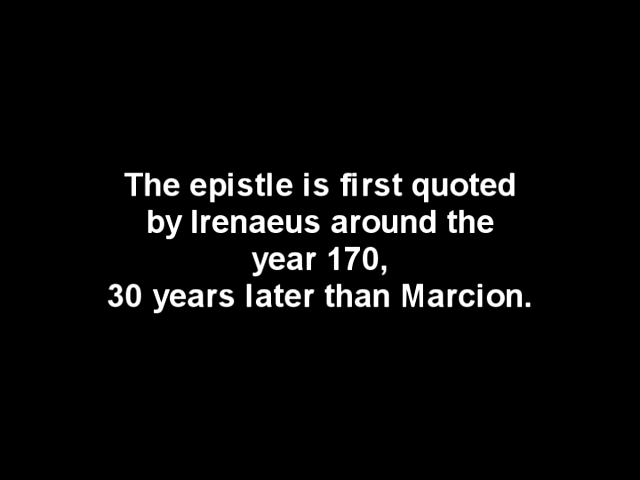 The epistle is first quoted
by Irenaeus around the
year 170,
30 years later than Marcion.